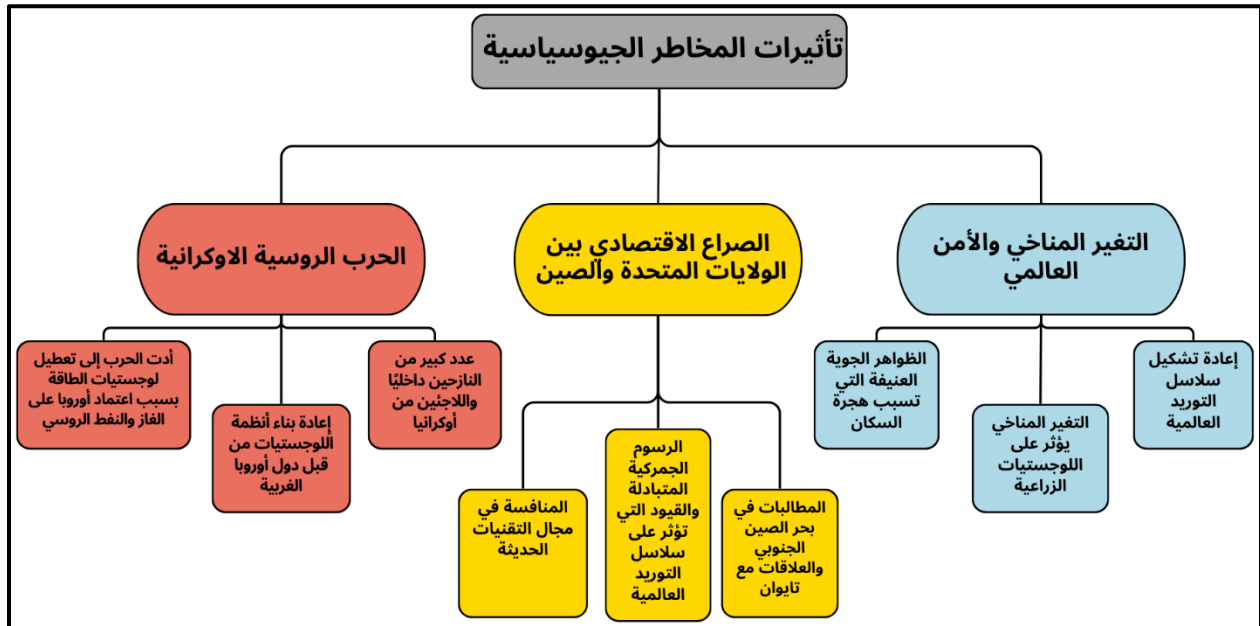 تأثيرات المخاطر الجيوسياسية
التغير المناخي والأمن
العالمي
إعادة تشكيل
سلاسل
التوريد
العالمية
التغير المناخي
يؤثر على
اللوجستيات
الزراعية
الظواهر الجوية
العنيفة التي
تسبب هجرة
السكان
الصراع الاقتصادي بين
الولايات المتحدة والصين
المطالبات في
بحر الصين
الجنوبي
والعلاقات مع
تايوان
الرسوم
الجمركية
المتبادلة
والقيود التي
تؤثر على
سلاسل
التوريد
العالمية
المنافسة في
مجال التقنيات
الحديثة
الحرب الروسية الاوكرانية
عدد كبير من
النازحين داخليًا
واللاجئين من
أوكرانيا
إعادة بناء أنظمة
اللوجستيات من
قبل دول أوروبا
الغربية
أدت الحرب إلى تعطيل
لوجستيات الطاقة
بسبب اعتماد أوروبا على
الغاز والنفط الروسي